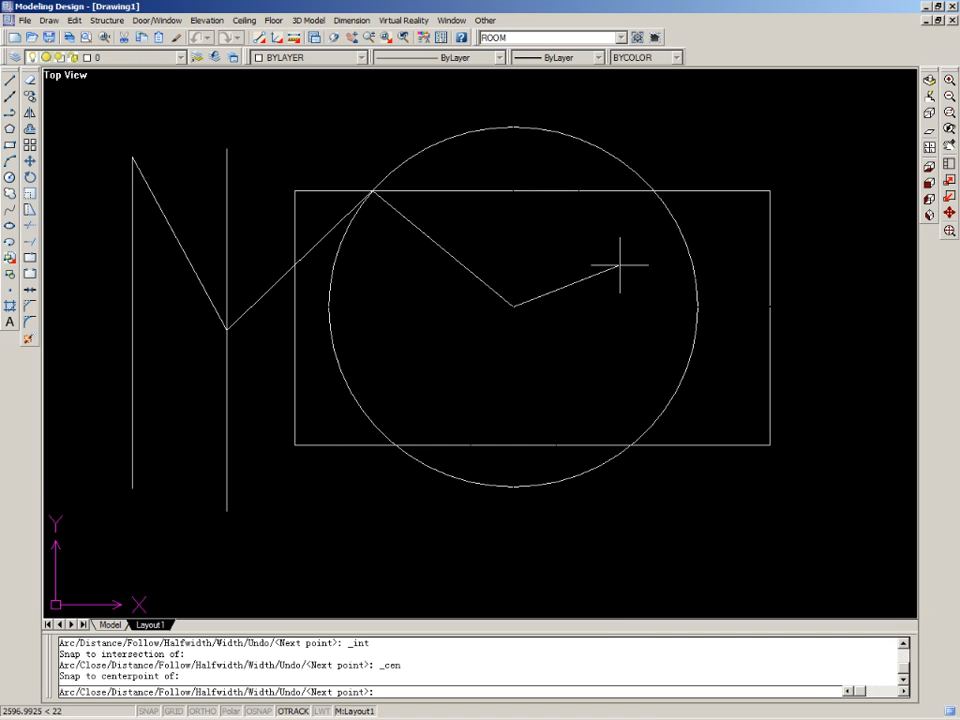 Modeling Design - [Drawing1]
File Draw Edit Structure Door/Window Elevation Ceiling Floor 3D Model Dimension Virtual Reality Window Other
ROOM
0 BYLAYER ByLayer ByLayer BYCOLOR
Top View
A
Y
X
Model Layout1
Arc/Distance/Follow/Halfwidth/Width/Undo/<Next point>: _int
Snap to intersection of:
Arc/Close/Distance/Follow/Halfwidth/Width/Undo/<Next point>: _cen
Snap to centerpoint of:
Arc/Close/Distance/Follow/Halfwidth/Width/Undo/<Next point>:
2596.9925 < 22 SNAP GRID ORTHO Polar OSNAP OTRACK LWT M:Layout1